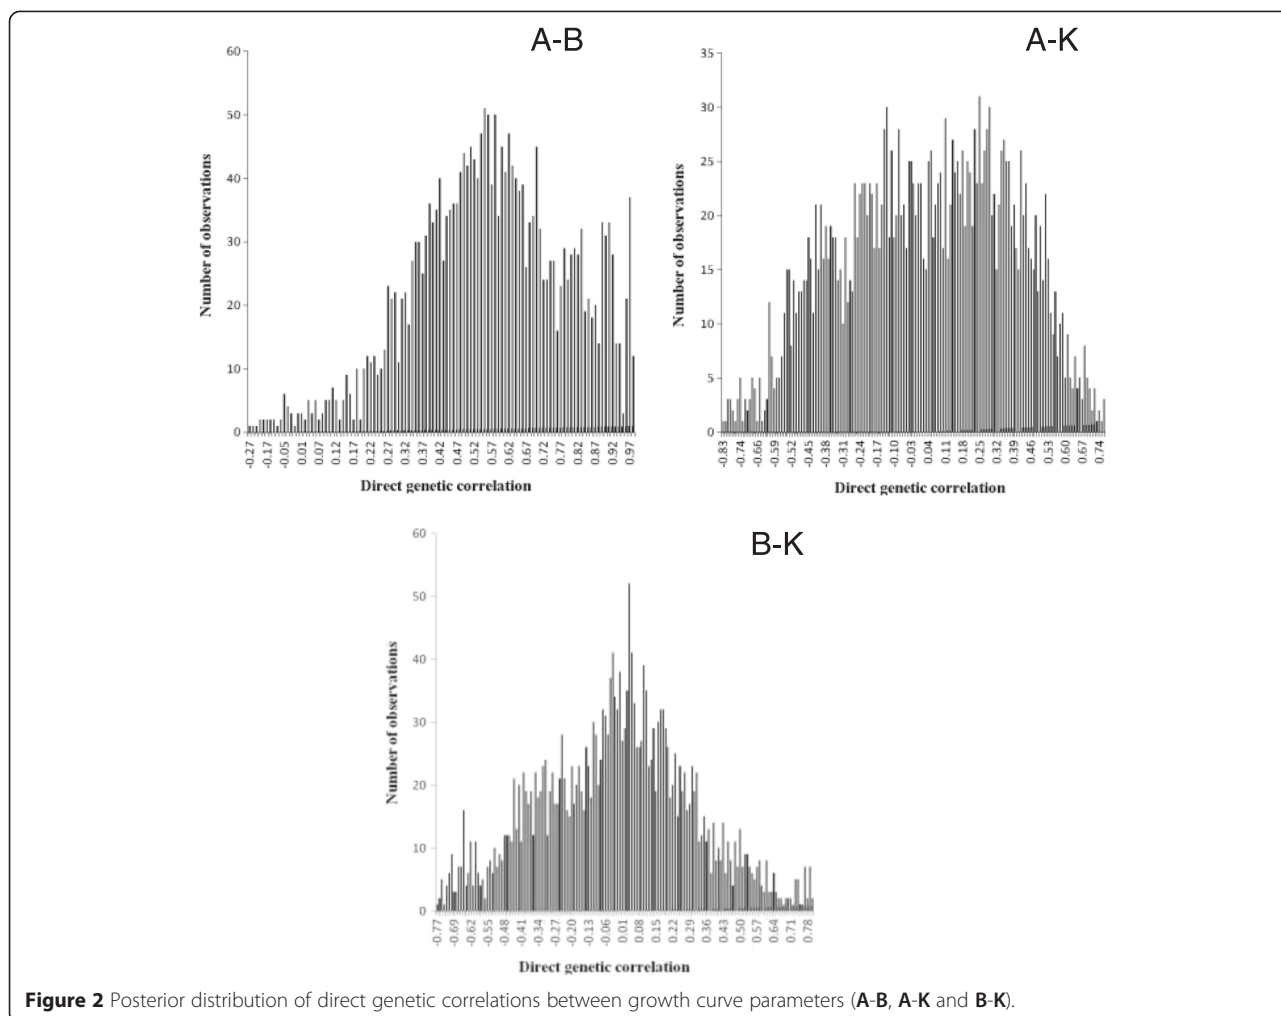 A-B
60
50
40
30
20
10
0
Number of observations
-0.27 -0.17 -0.05 0.01 0.07 0.12 0.17 0.22 0.27 0.32 0.37 0.42 0.47 0.52 0.57 0.62 0.67 0.72 0.77 0.82 0.87 0.92 0.97
Direct genetic correlation
A-K
35
30
25
20
15
10
5
0
Number of observations
-0.83 -0.74 -0.66 -0.59 -0.52 -0.45 -0.38 -0.31 -0.24 -0.17 -0.10 -0.03 0.04 0.11 0.18 0.25 0.32 0.39 0.46 0.53 0.60 0.67 0.74
Direct genetic correlation
B-K
60
50
40
30
20
10
0
Number of observations
-0.77 -0.69 -0.62 -0.55 -0.48 -0.41 -0.34 -0.27 -0.20 -0.13 -0.06 0.01 0.08 0.15 0.22 0.29 0.36 0.43 0.50 0.57 0.64 0.71 0.78
Direct genetic correlation
Figure 2 Posterior distribution of direct genetic correlations between growth curve parameters (A-B, A-K and B-K).